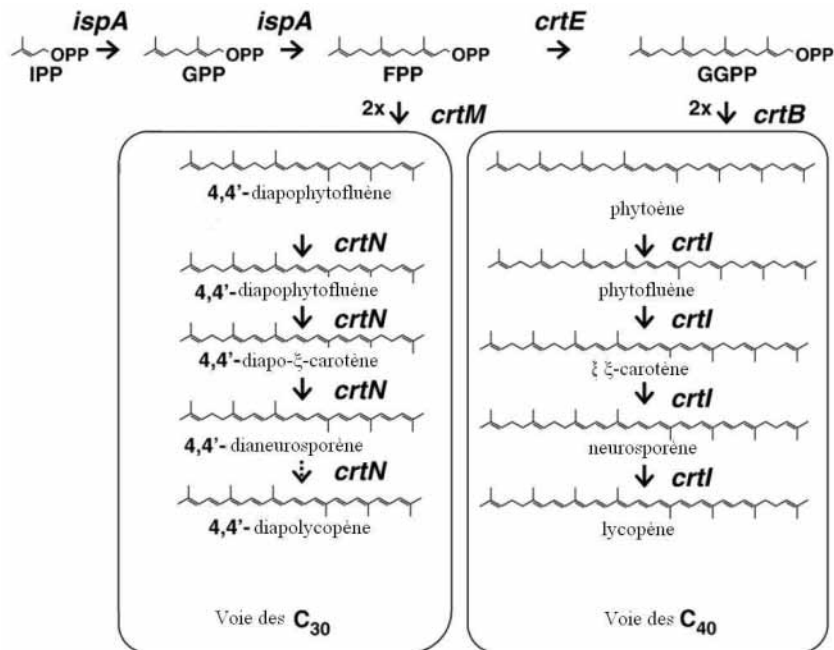 ispA ispA crtE
OPP OPP OPP OPP
IPP GPP FPP GGPP
2x crtM 2x crtB
4,4'- diapophytofluène
phytoène
crtN crtI
4,4'- diapophytofluène
phytofluène
crtN crtI
4,4'-diapo-ξ-carotène
ξ ξ-carotène
crtN crtI
4,4'- dianeurosporène
neurosporène
crtN crtI
4,4'- diapolycopène
lycopène
Voie des C30 Voie des C40